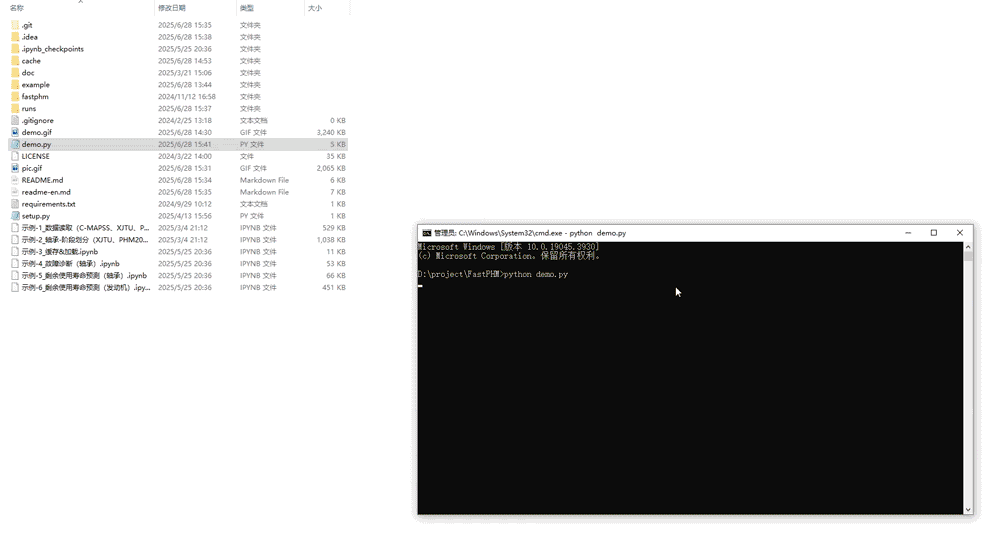 名称 修改日期 类型 大小
.git 2025/6/28 15:35 文件夹
.idea 2025/6/28 15:38 文件夹
.ipynb_checkpoints 2025/5/25 20:36 文件夹
cache 2025/6/28 14:53 文件夹
doc 2025/3/21 15:06 文件夹
example 2025/6/28 13:44 文件夹
fastphm 2024/11/12 16:58 文件夹
runs 2025/6/28 15:37 文件夹
.gitignore 2024/2/25 13:18 文本文档 0 KB
demo.gif 2025/6/28 14:30 GIF 文件 3,240 KB
demo.py 2025/6/28 15:41 PY 文件 5 KB
LICENSE 2024/3/22 14:00 文件 35 KB
pic.gif 2025/6/28 15:31 GIF 文件 2,065 KB
README.md 2025/6/28 15:34 Markdown File 6 KB
readme-en.md 2025/6/28 15:35 Markdown File 7 KB
requirements.txt 2024/9/29 10:12 文本文档 1 KB
setup.py 2025/4/13 15:56 PY 文件 1 KB
示例-1_数据读取（C-MAPSS、XJTU、P... 2025/3/4 21:12 IPYNB 文件 529 KB
示例-2_轴承-阶段划分（XJTU、PHM20... 2025/3/4 21:12 IPYNB 文件 1,038 KB
示例-3_缓存&加载.ipynb 2025/5/25 20:36 IPYNB 文件 11 KB
示例-4_故障诊断（轴承）.ipynb 2025/5/25 20:36 IPYNB 文件 53 KB
示例-5_剩余使用寿命预测（轴承）.ipynb 2025/5/25 20:36 IPYNB 文件 66 KB
示例-6_剩余使用寿命预测（发动机）.ipy... 2025/5/25 20:36 IPYNB 文件 451 KB
管理员: C:\Windows\System32\cmd.exe - python demo.py
Microsoft Windows [版本 10.0.19045.3930]
(c) Microsoft Corporation。保留所有权利。
D:\project\FastPHM>python demo.py